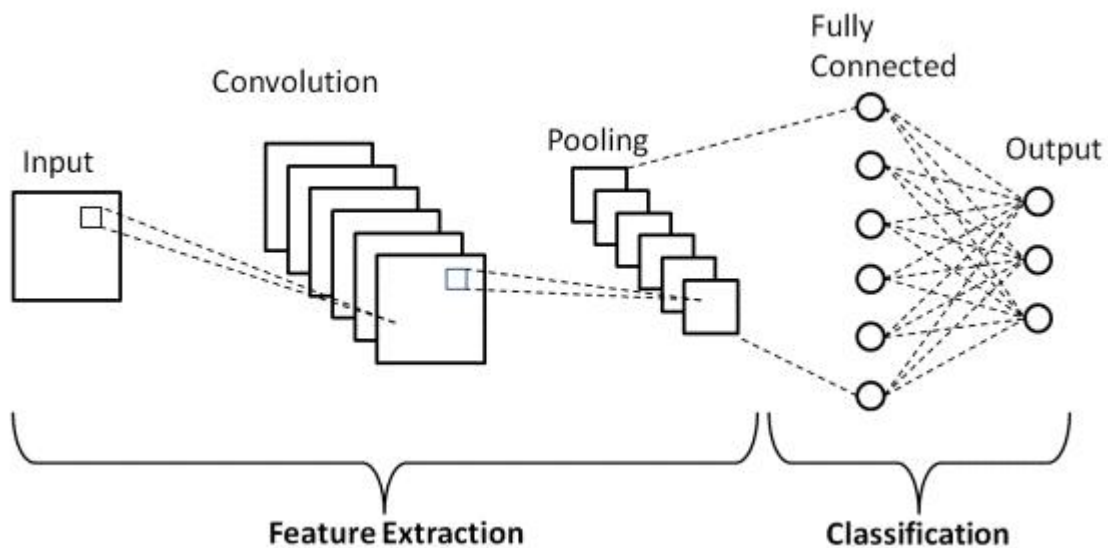 Input
Convolution
Pooling
Fully
Connected
Output
Feature Extraction
Classification